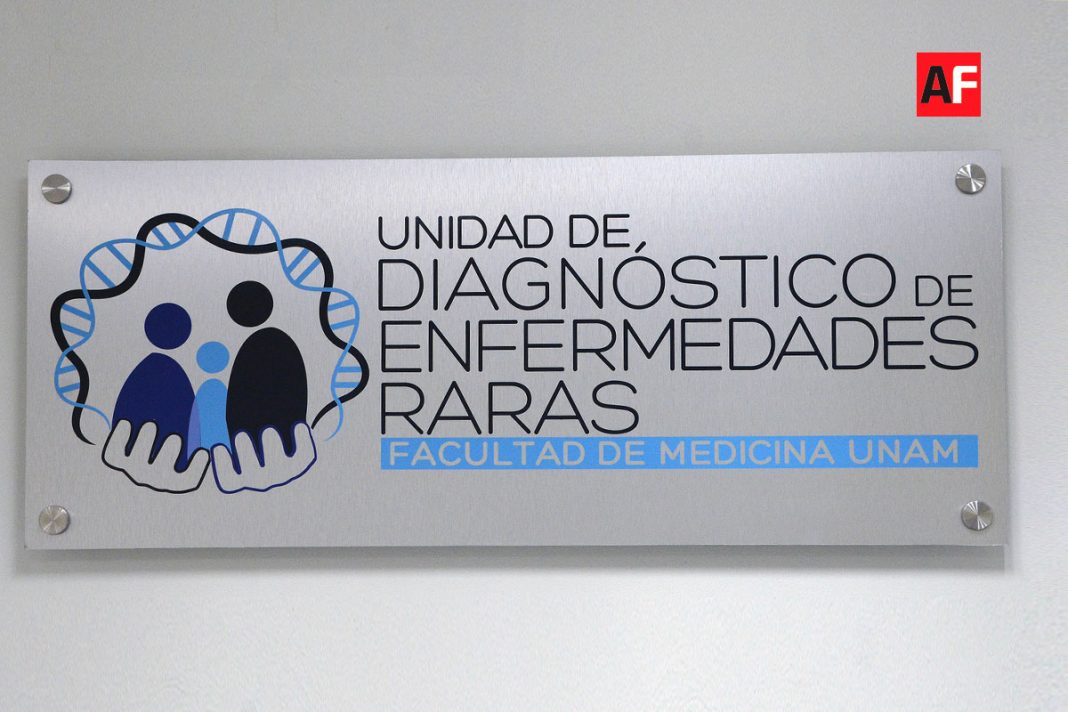 AF
UNIDAD DE
DIAGNÓSTICO DE
ENFERMEDADES
RARAS
FACULTAD DE MEDICINA UNAM